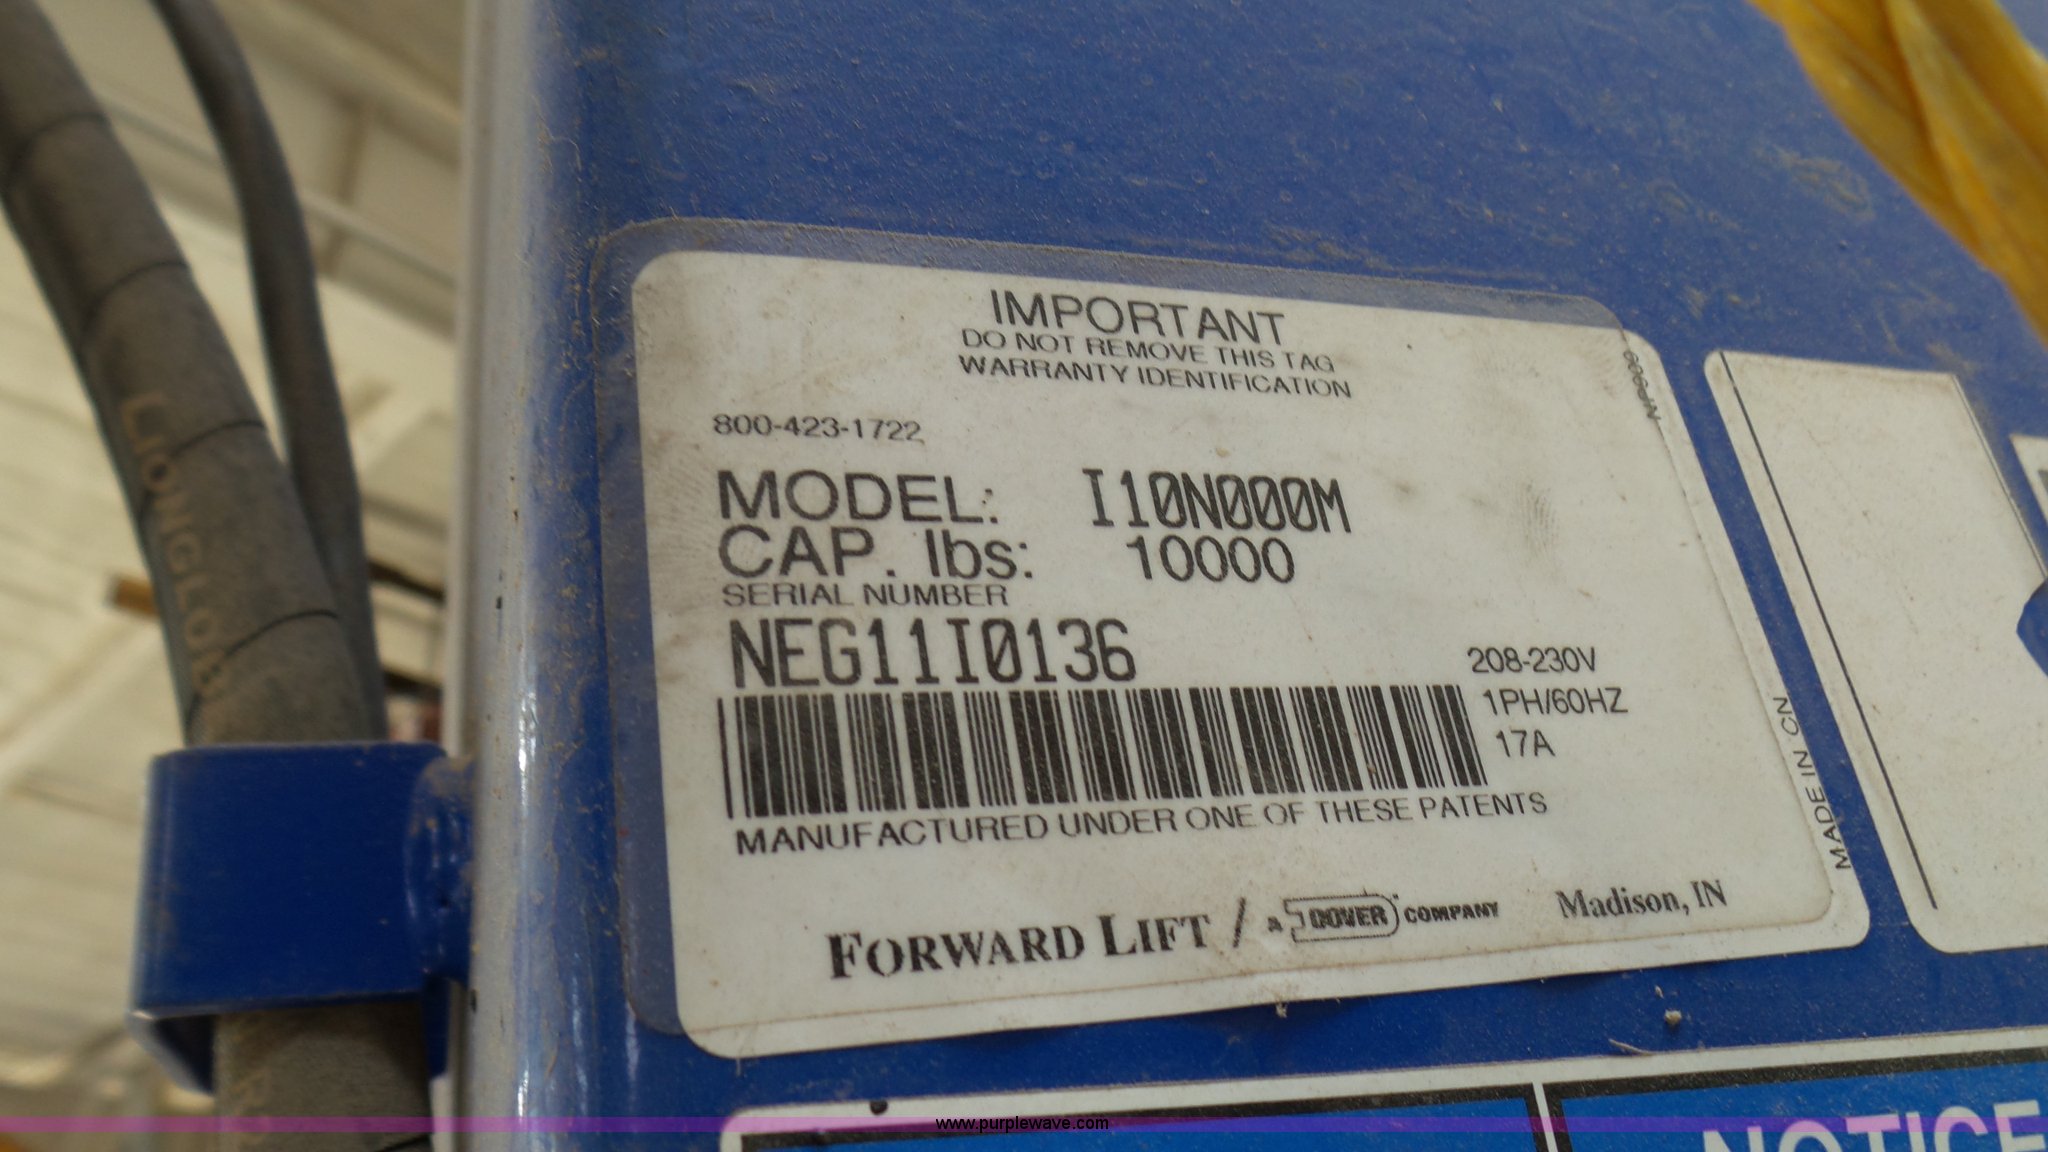 IMPORTANT
DO NOT REMOVE THIS TAG
WARRANTY IDENTIFICATION
800-423-1722
MODEL: I10N000M
CAP. lbs: 10000
SERIAL NUMBER
NEG11I0136
208-230V
1PH/60HZ
17A
MANUFACTURED UNDER ONE OF THESE PATENTS
FORWARD LIFT / A DOVER COMPANY Madison, IN
MADE IN CN
NOTICE
www.purplewave.com